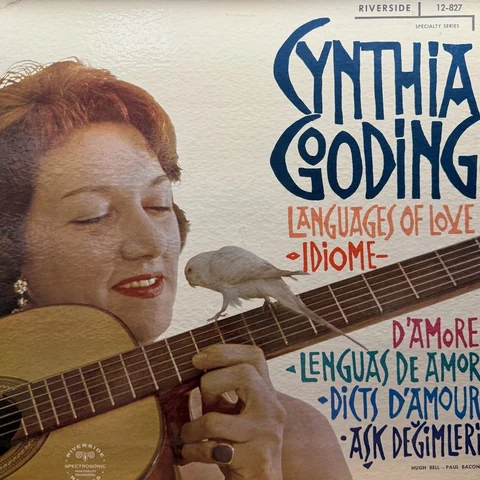 RIVERSIDE 12-827
SPECIALTY SERIES
CYNTHIA
GOODING
LANGUAGES OF LOVE
•IDIOME-
D'AMORE
•LENGUAS DE AMOR
•DICTS D'AMOUR
•AŞK DEĞIMLERI
HUGH BELL - PAUL BACON
RIVERSIDE
SPECTROSONIC